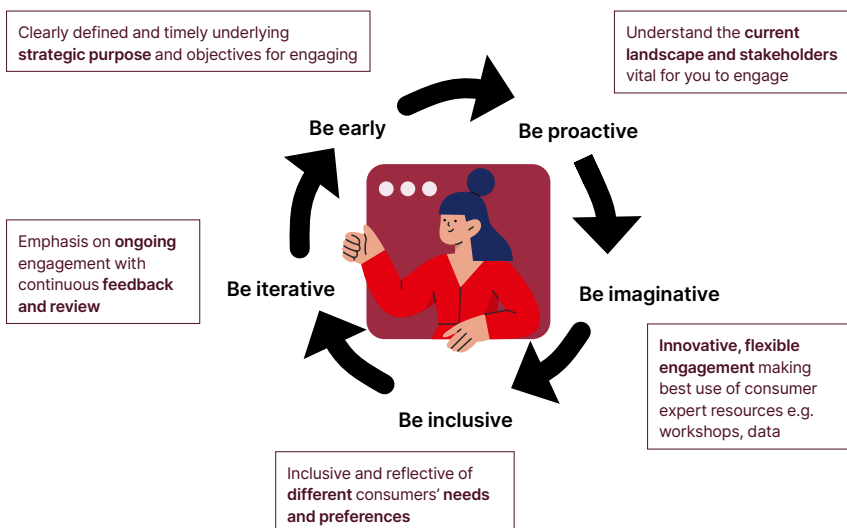 Clearly defined and timely underlying
strategic purpose and objectives for engaging
Understand the current
landscape and stakeholders
vital for you to engage
Be early
Be proactive
Emphasis on ongoing
engagement with
continuous feedback
and review
Be iterative
Be imaginative
Innovative, flexible
engagement making
best use of consumer
expert resources e.g.
workshops, data
Be inclusive
Inclusive and reflective of
different consumers’ needs
and preferences